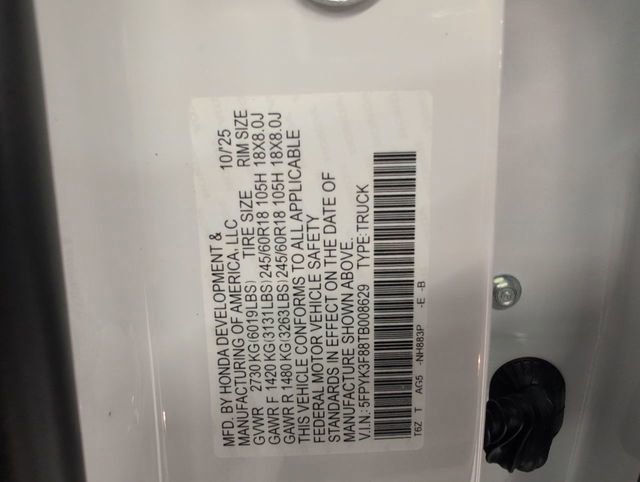 MFD. BY HONDA DEVELOPMENT & 10/'25
MANUFACTURING OF AMERICA, LLC
GVWR 2730 KG(6019LBS) TIRE SIZE RIM SIZE
GAWR F 1420 KG(3131LBS) 245/60R18 105H 18X8.0J
GAWR R 1480 KG(3263LBS) 245/60R18 105H 18X8.0J
THIS VEHICLE CONFORMS TO ALL APPLICABLE
FEDERAL MOTOR VEHICLE SAFETY
STANDARDS IN EFFECT ON THE DATE OF
MANUFACTURE SHOWN ABOVE.
V.I.N.: 5FPYK3F88TB008629 TYPE:TRUCK
T6Z T AG5 -NH883P -E -B